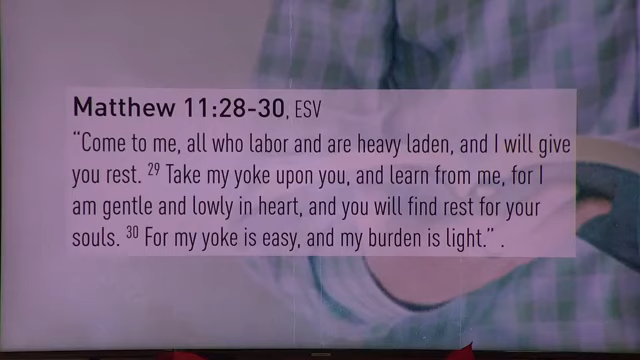 Matthew 11:28-30, ESV
“Come to me, all who labor and are heavy laden, and I will give
you rest. 29 Take my yoke upon you, and learn from me, for I
am gentle and lowly in heart, and you will find rest for your
souls. 30 For my yoke is easy, and my burden is light.” .